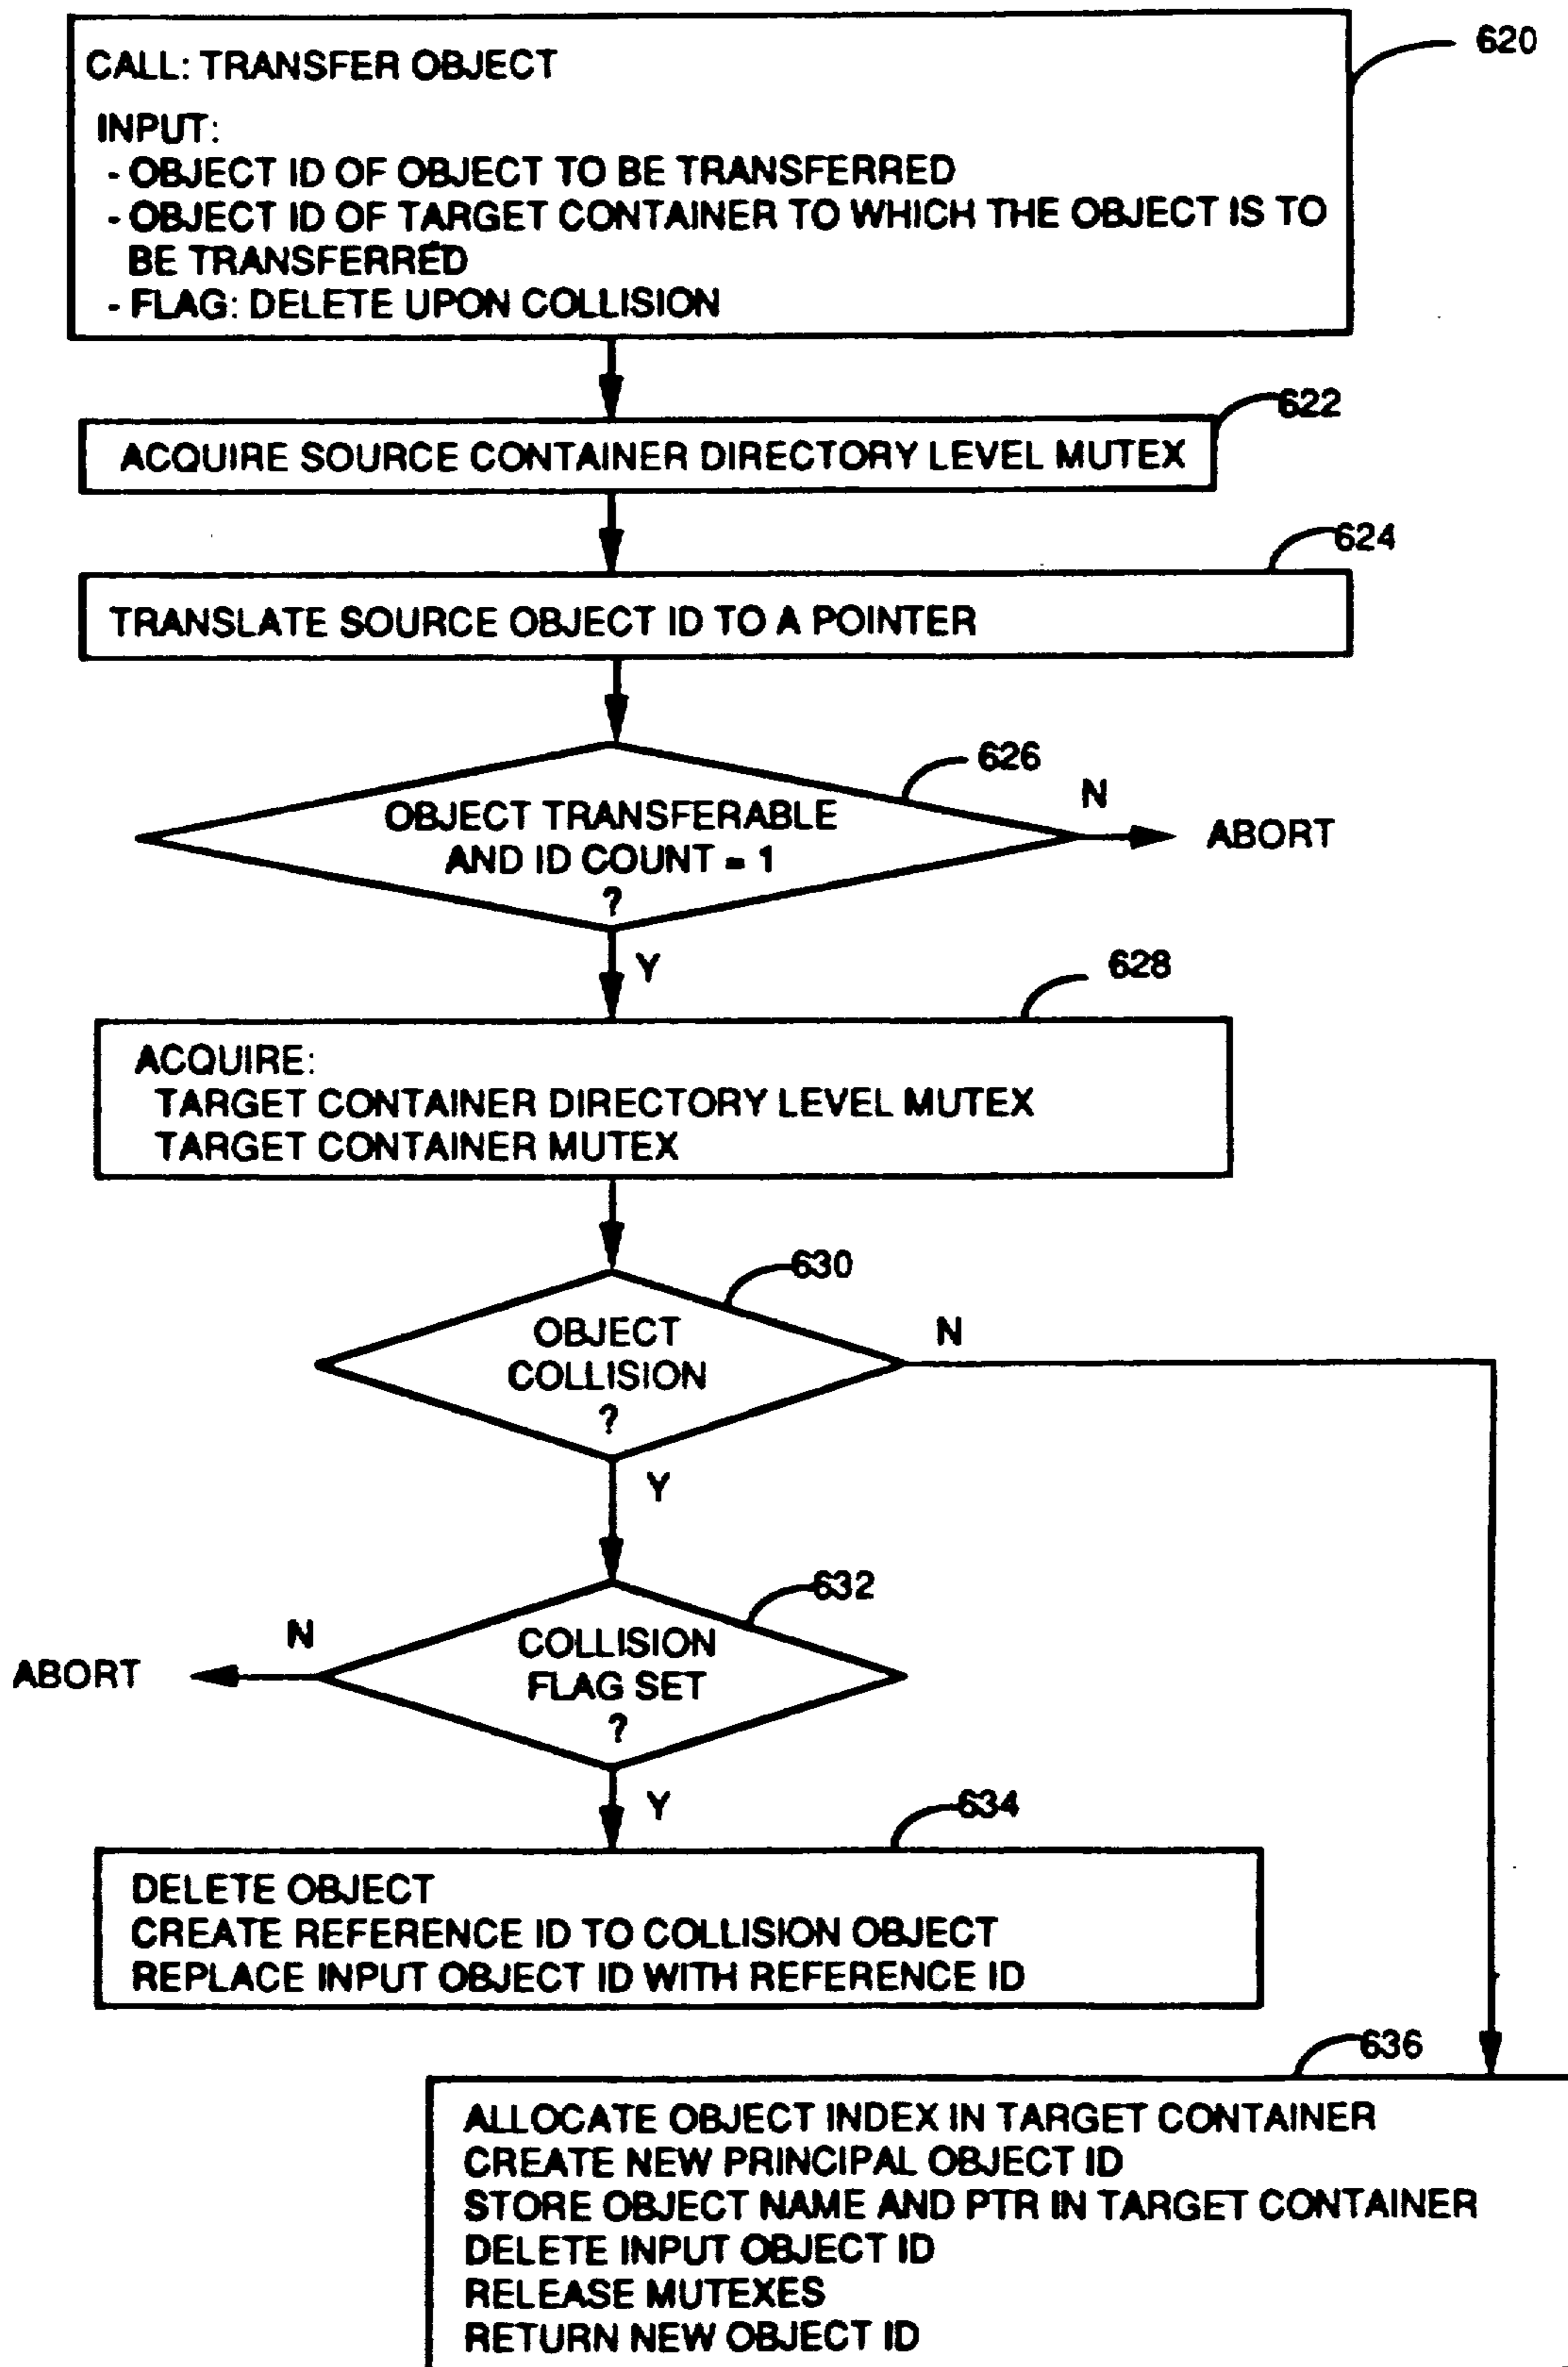 CALL: TRANSFER OBJECT
620
INPUT:
- OBJECT ID OF OBJECT TO BE TRANSFERRED
- OBJECT ID OF TARGET CONTAINER TO WHICH THE OBJECT IS TO
BE TRANSFERRED
- FLAG: DELETE UPON COLLISION
622
ACQUIRE SOURCE CONTAINER DIRECTORY LEVEL MUTEX
624
TRANSLATE SOURCE OBJECT ID TO A POINTER
626
OBJECT TRANSFERABLE
AND ID COUNT = 1
?
N
ABORT
Y
628
ACQUIRE:
TARGET CONTAINER DIRECTORY LEVEL MUTEX
TARGET CONTAINER MUTEX
630
OBJECT
COLLISION
?
N
Y
632
COLLISION
FLAG SET
?
N
ABORT
Y
634
DELETE OBJECT
CREATE REFERENCE ID TO COLLISION OBJECT
REPLACE INPUT OBJECT ID WITH REFERENCE ID
636
ALLOCATE OBJECT INDEX IN TARGET CONTAINER
CREATE NEW PRINCIPAL OBJECT ID
STORE OBJECT NAME AND PTR IN TARGET CONTAINER
DELETE INPUT OBJECT ID
RELEASE MUTEXES
RETURN NEW OBJECT ID